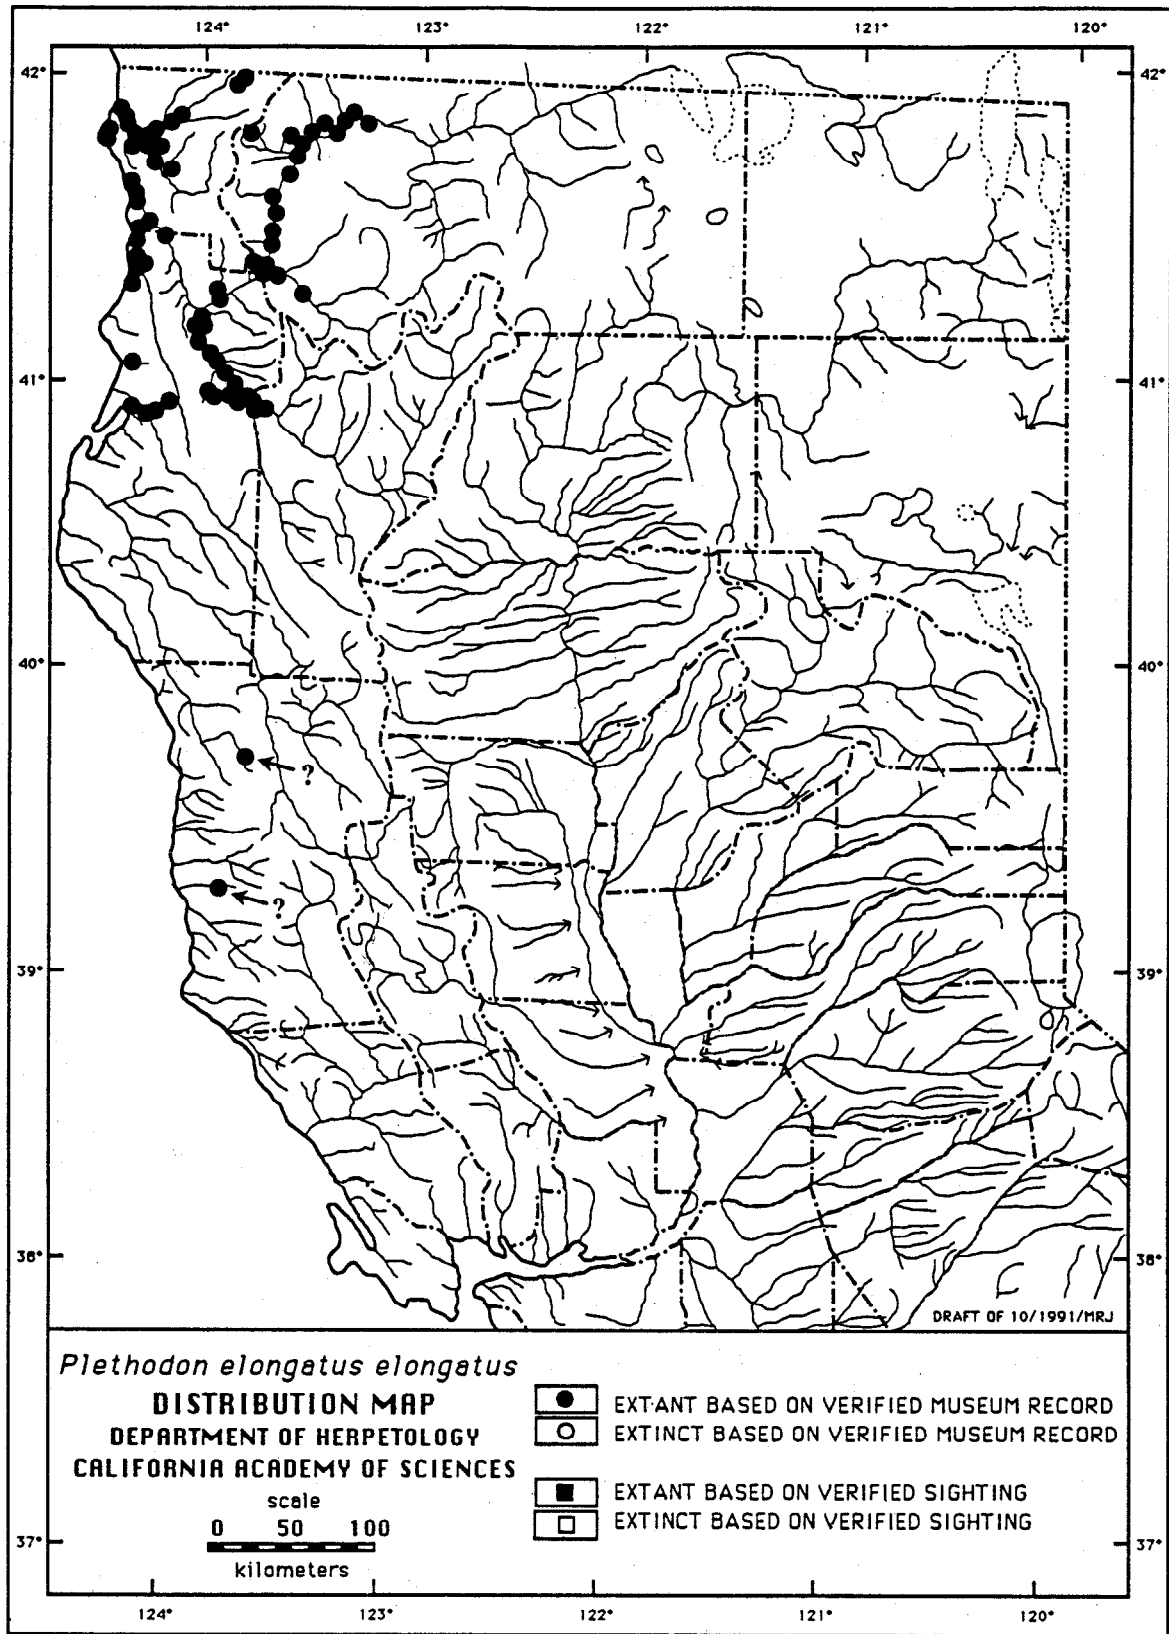 124° 123° 122° 121° 120°
42° 42°
41° 41°
40° 40°
?
?
39° 39°
38° 38°
DRAFT OF 10/1991/MRJ
Plethodon elongatus elongatus
DISTRIBUTION MAP
DEPARTMENT OF HERPETOLOGY
CALIFORNIA ACADEMY OF SCIENCES
scale
0 50 100
kilometers
EXTANT BASED ON VERIFIED MUSEUM RECORD
EXTINCT BASED ON VERIFIED MUSEUM RECORD
EXTANT BASED ON VERIFIED SIGHTING
EXTINCT BASED ON VERIFIED SIGHTING
37° 37°
124° 123° 122° 121° 120°